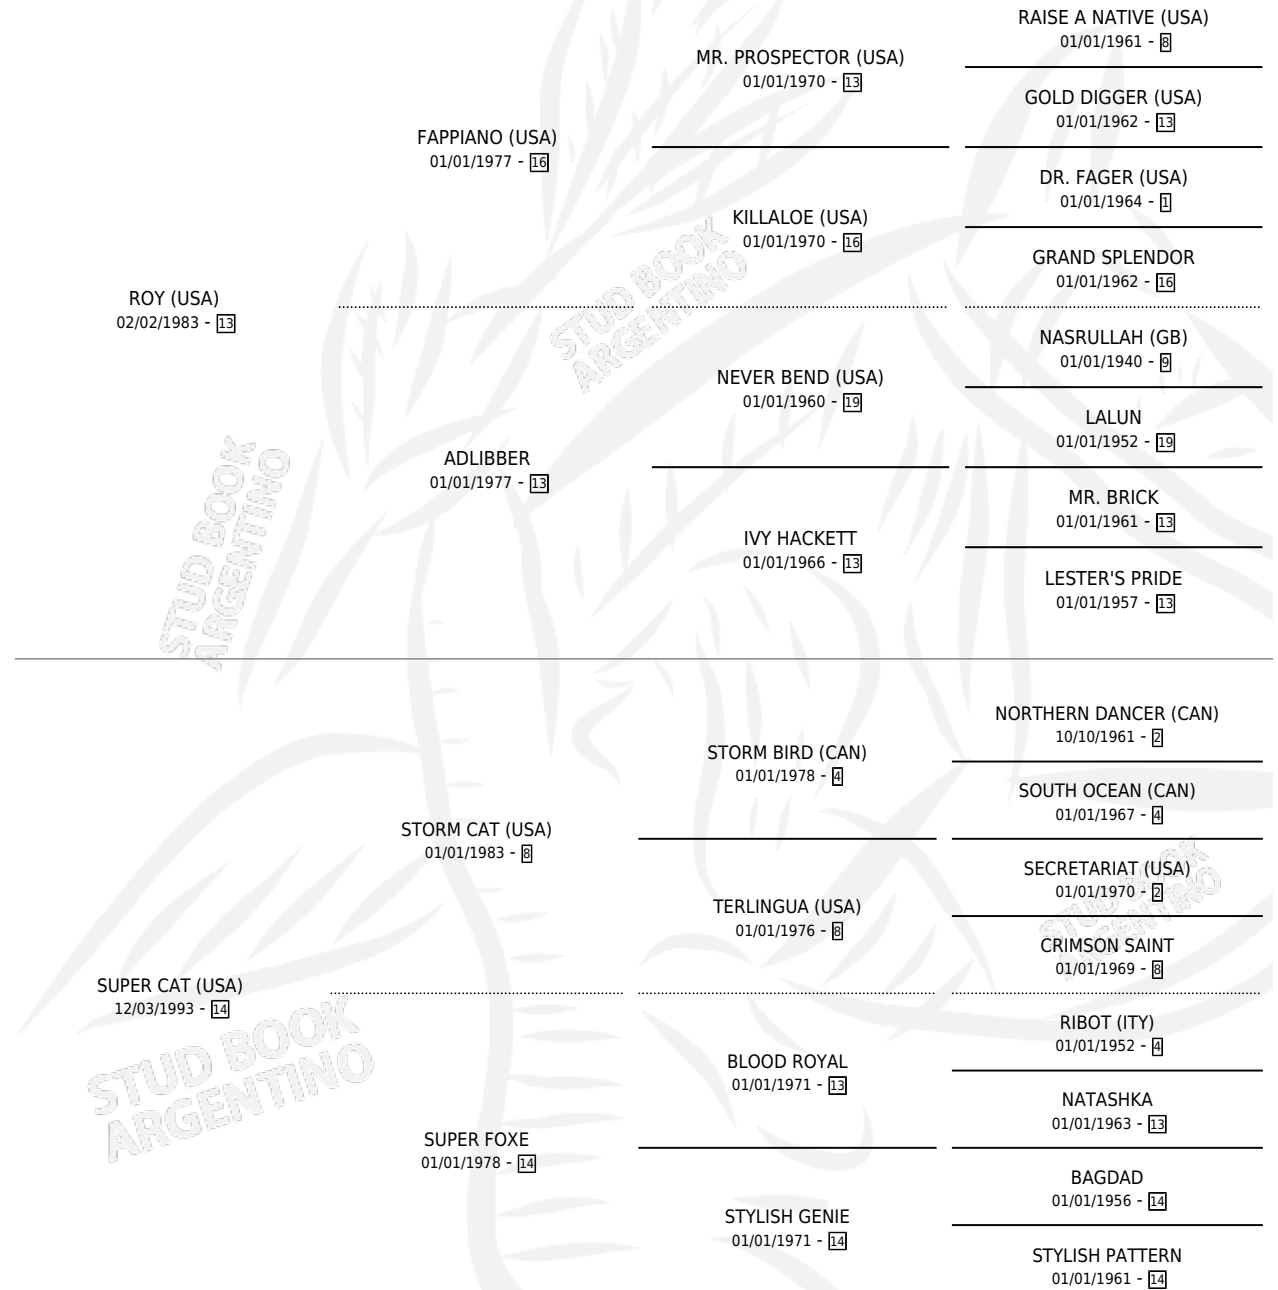 RAISE A NATIVE (USA)
01/01/1961 - 8
MR. PROSPECTOR (USA)
01/01/1970 - 13
GOLD DIGGER (USA)
01/01/1962 - 13
FAPPIANO (USA)
01/01/1977 - 16
DR. FAGER (USA)
01/01/1964 - 1
KILLALOE (USA)
01/01/1970 - 16
GRAND SPLENDOR
01/01/1962 - 16
ROY (USA)
02/02/1983 - 13
STUD BOOK
ARGENTINO
NASRULLAH (GB)
01/01/1940 - 9
NEVER BEND (USA)
01/01/1960 - 19
LALUN
01/01/1952 - 19
ADLIBBER
01/01/1977 - 13
MR. BRICK
01/01/1961 - 13
IVY HACKETT
01/01/1966 - 13
LESTER'S PRIDE
01/01/1957 - 13
STUD BOOK
ARGENTINO
NORTHERN DANCER (CAN)
10/10/1961 - 2
STORM BIRD (CAN)
01/01/1978 - 4
SOUTH OCEAN (CAN)
01/01/1967 - 4
STORM CAT (USA)
01/01/1983 - 8
SECRETARIAT (USA)
01/01/1970 - 2
TERLINGUA (USA)
01/01/1976 - 8
STUD BOOK
ARGENTINO
CRIMSON SAINT
01/01/1969 - 8
SUPER CAT (USA)
12/03/1993 - 14
STUD BOOK
ARGENTINO
RIBOT (ITY)
01/01/1952 - 4
BLOOD ROYAL
01/01/1971 - 13
NATASHKA
01/01/1963 - 13
SUPER FOXE
01/01/1978 - 14
BAGDAD
01/01/1956 - 14
STYLISH GENIE
01/01/1971 - 14
STYLISH PATTERN
01/01/1961 - 14